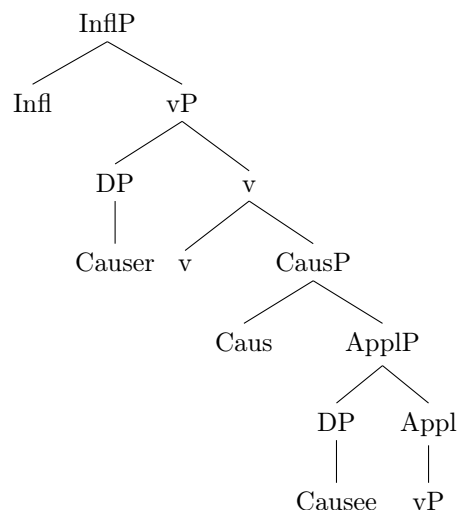 InflP
Infl vP
DP v
Causer v CausP
Caus ApplP
DP Appl
Causee vP